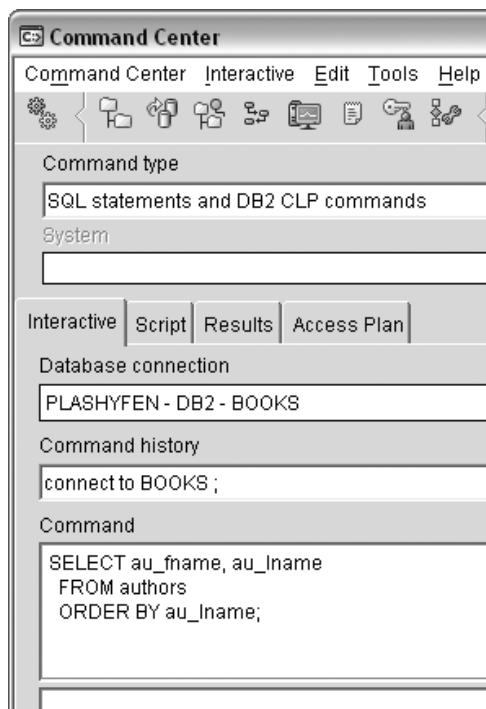 Command Center
Command Center Interactive Edit Tools Help
Command type
SQL statements and DB2 CLP commands
System
Interactive Script Results Access Plan
Database connection
PLASHYFEN - DB2 - BOOKS
Command history
connect to BOOKS ;
Command
SELECT au_fname, au_lname
FROM authors
ORDER BY au_lname;